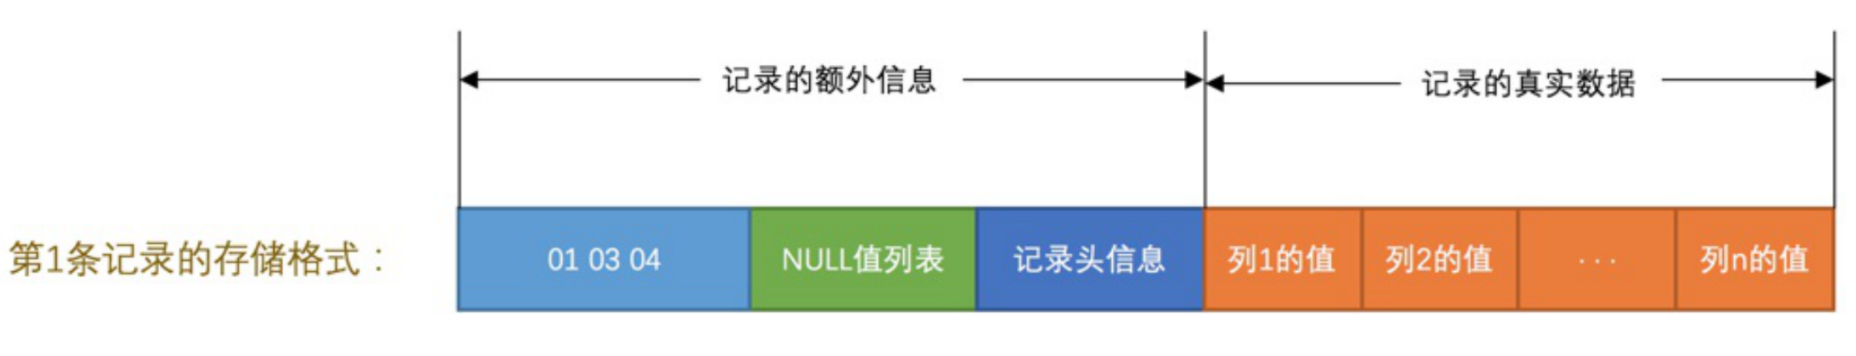 记录的额外信息
记录的真实数据
第1条记录的存储格式：
01 03 04
NULL值列表
记录头信息
列1的值
列2的值
...
列n的值